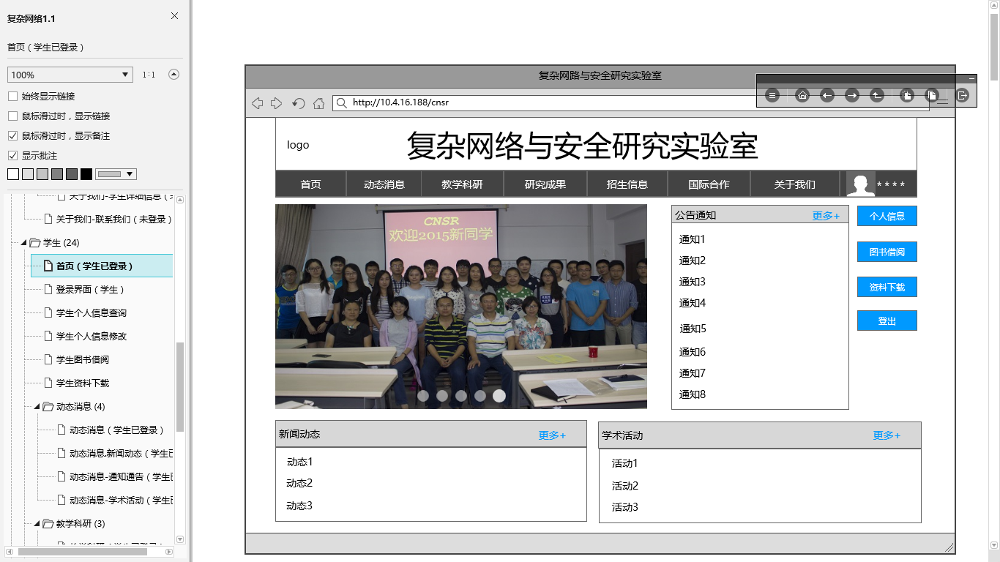 复杂网络1.1
首页（学生已登录）
100%
1:1
始终显示链接
鼠标滑过时，显示链接
鼠标滑过时，显示备注
显示批注
关于我们-联系我们（未登录）
学生 (24)
首页（学生已登录）
登录界面（学生）
学生个人信息查询
学生个人信息修改
学生图书借阅
学生资料下载
动态消息 (4)
动态消息（学生已登录）
动态消息.新闻动态（学生已
动态消息-通知通告（学生已
动态消息-学术活动（学生已
教学科研 (3)
复杂网路与安全研究实验室
http://10.4.16.188/cnsr
logo
复杂网络与安全研究实验室
首页 动态消息 教学科研 研究成果 招生信息 国际合作 关于我们 ****
CNSR
欢迎2015新同学
公告通知 更多+
通知1
通知2
通知3
通知4
通知5
通知6
通知7
通知8
个人信息
图书借阅
资料下载
登出
新闻动态 更多+
动态1
动态2
动态3
学术活动 更多+
活动1
活动2
活动3